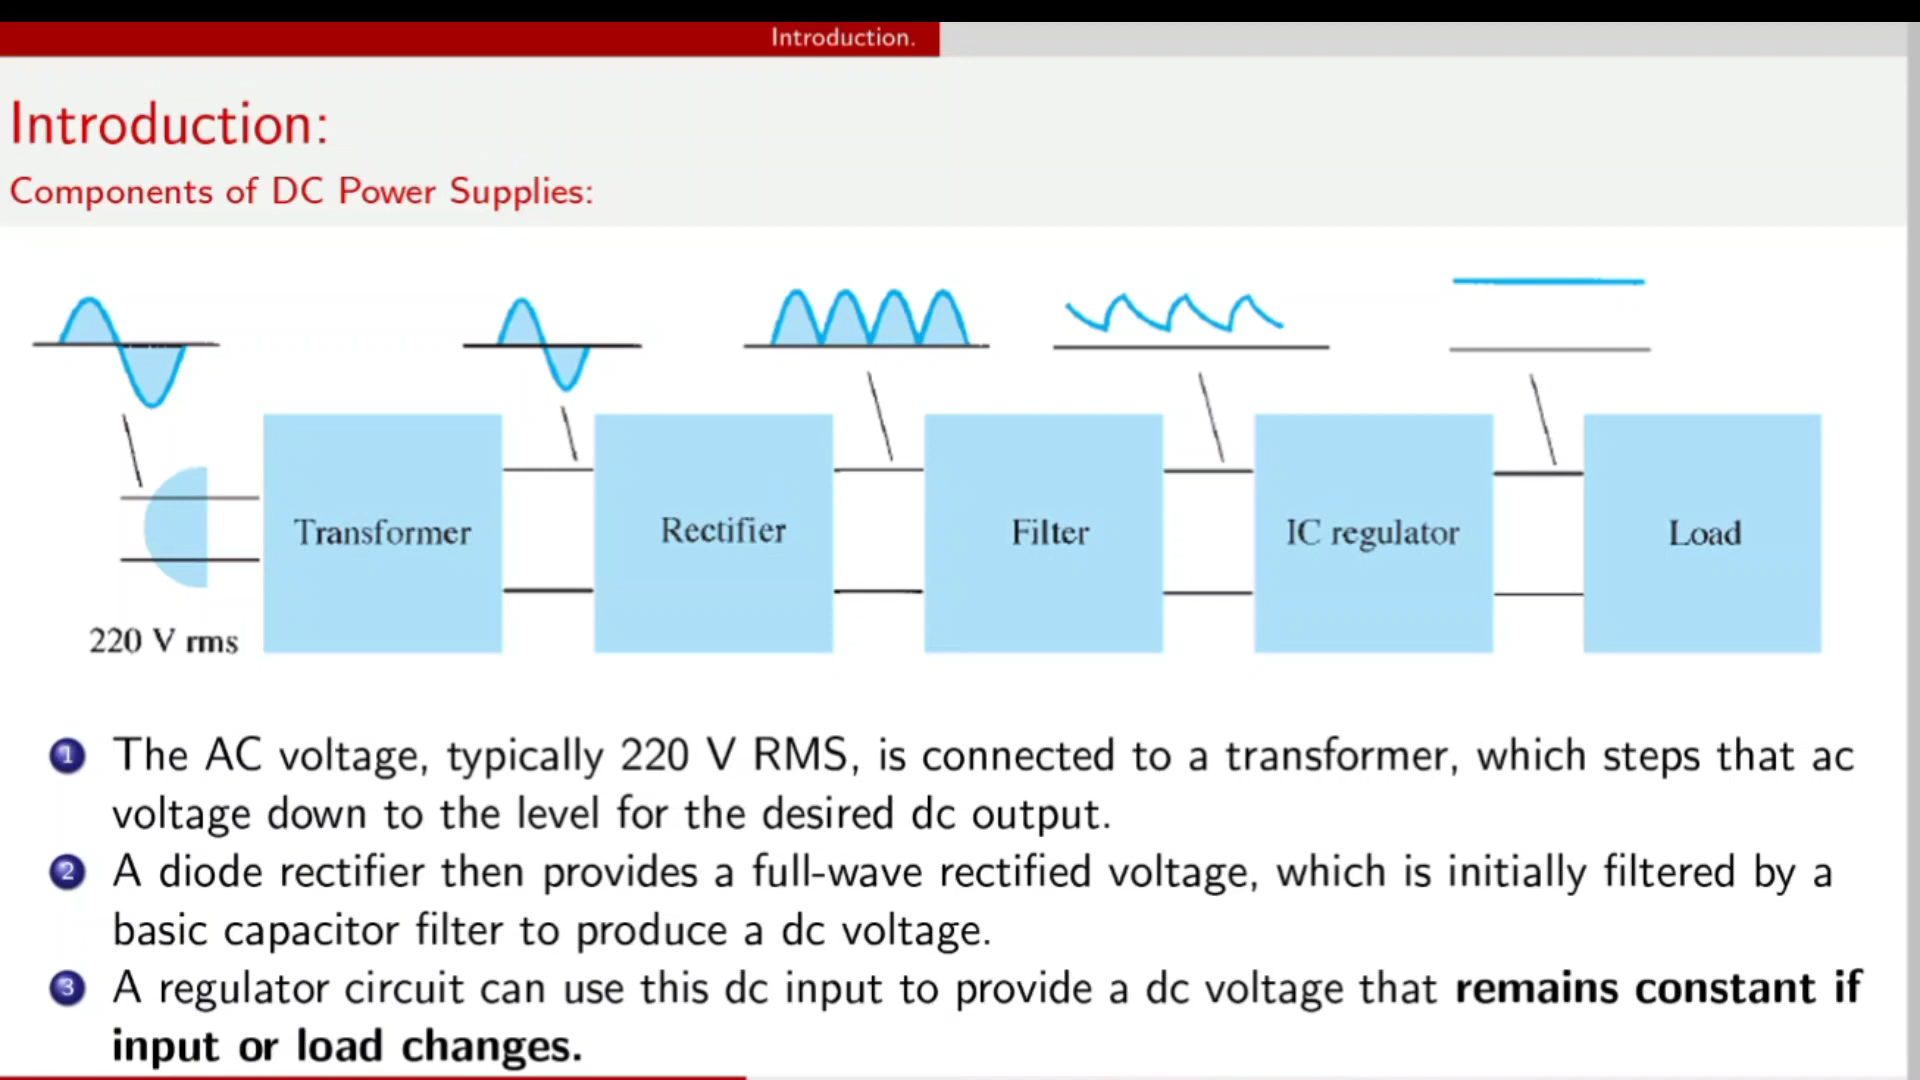 Introduction.
Introduction:
Components of DC Power Supplies:
Transformer
Rectifier
Filter
IC regulator
Load
220 V rms
1 The AC voltage, typically 220 V RMS, is connected to a transformer, which steps that ac
voltage down to the level for the desired dc output.
2 A diode rectifier then provides a full-wave rectified voltage, which is initially filtered by a
basic capacitor filter to produce a dc voltage.
3 A regulator circuit can use this dc input to provide a dc voltage that remains constant if
input or load changes.